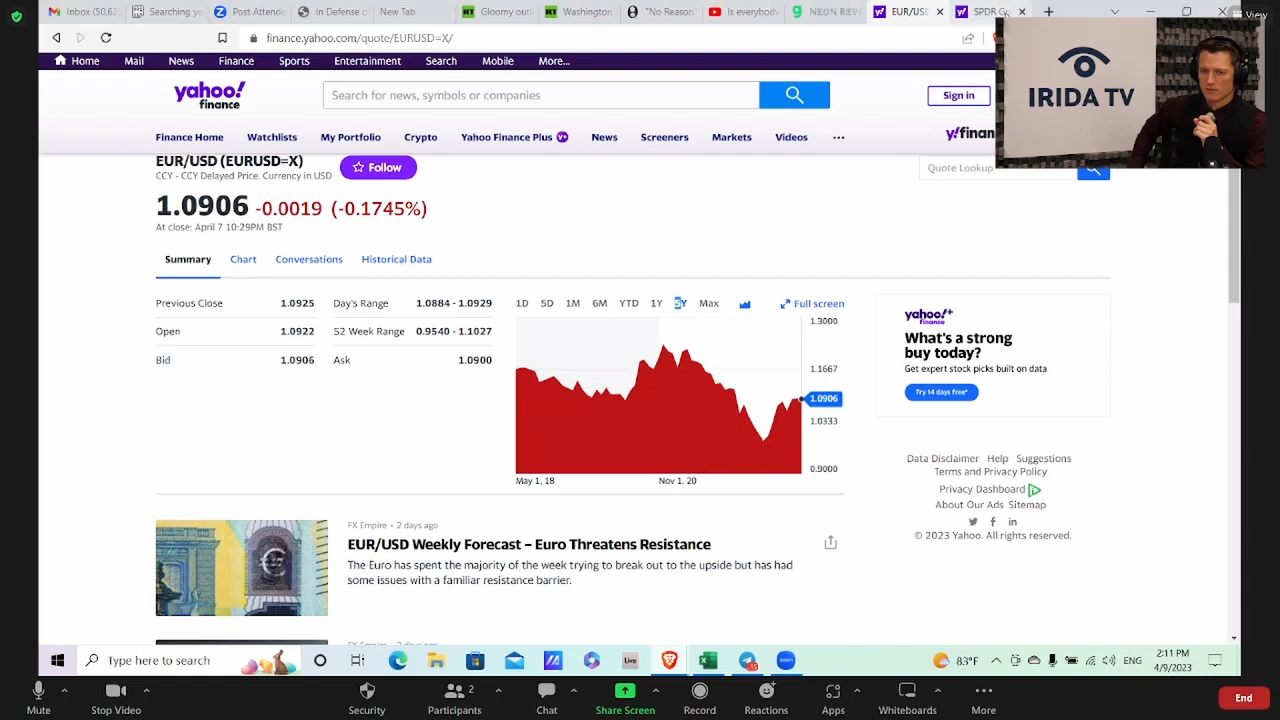 Inbox (50,62
Searching yo
Post Attende
In Defense c
New Tab
Gloomy out
Washington
"No Reason"
Is everybody
NEON REVO
EUR/USD
SPDR Go
View
finance.yahoo.com/quote/EURUSD=X/
Home Mail News Finance Sports Entertainment Search Mobile More...
yahoo!
finance
Search for news, symbols or companies
Sign in
Finance Home Watchlists My Portfolio Crypto Yahoo Finance Plus News Screeners Markets Videos ...
y!finan
IRIDA TV
EUR/USD (EURUSD=X)
CCY - CCY Delayed Price. Currency in USD
Follow
Quote Lookup
1.0906 -0.0019 (-0.1745%)
At close: April 7 10:29PM BST
Summary Chart Conversations Historical Data
Previous Close 1.0925
Open 1.0922
Bid 1.0906
Day's Range 1.0884 - 1.0929
52 Week Range 0.9540 - 1.1027
Ask 1.0900
1D 5D 1M 6M YTD 1Y 5Y Max
Full screen
1.3000
1.1667
1.0906
1.0333
0.9000
May 1, 18 Nov 1, 20
yahoo!+
finance
What's a strong
buy today?
Get expert stock picks built on data
Try 14 days free*
Data Disclaimer Help Suggestions
Terms and Privacy Policy
Privacy Dashboard
About Our Ads Sitemap
© 2023 Yahoo. All rights reserved.
FX Empire • 2 days ago
EUR/USD Weekly Forecast – Euro Threatens Resistance
The Euro has spent the majority of the week trying to break out to the upside but has had
some issues with a familiar resistance barrier.
Type here to search
Live
zoom
83°F
ENG
2:11 PM
4/9/2023
Mute
Stop Video
Security
2
Participants
Chat
Share Screen
Record
Reactions
Apps
Whiteboards
More
End